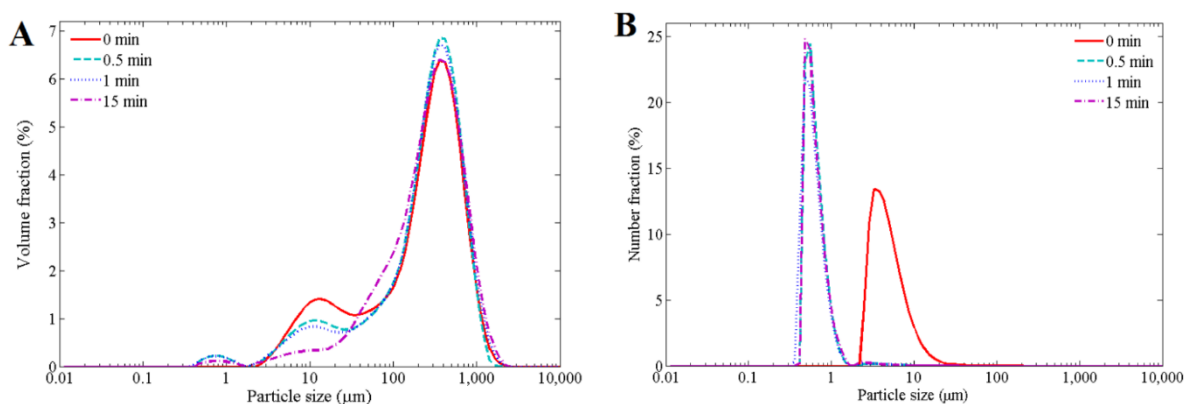 A
0 min
0.5 min
1 min
15 min
Volume fraction (%)
7
6
5
4
3
2
1
0
0.01
0.1
1
10
100
1,000
10,000
Particle size (µm)
B
0 min
0.5 min
1 min
15 min
Number fraction (%)
25
20
15
10
5
0
0.01
0.1
1
10
100
1,000
10,000
Particle size (µm)